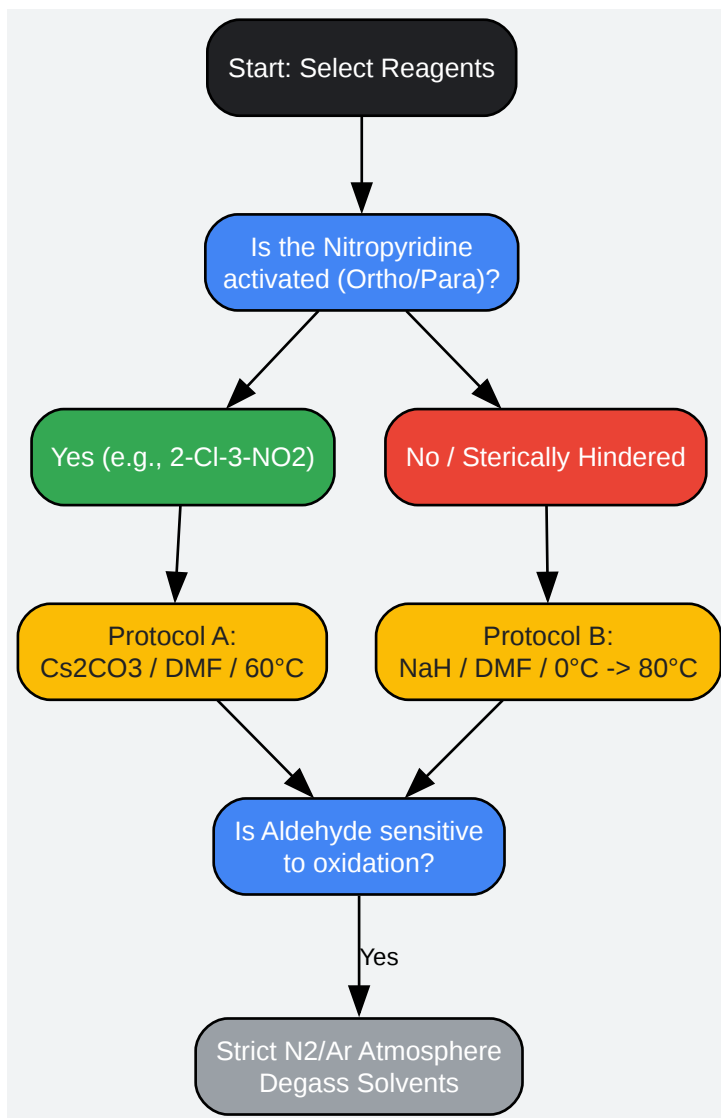 Start: Select Reagents
Is the Nitropyridine
activated (Ortho/Para)?
Yes (e.g., 2-Cl-3-NO2)
No / Sterically Hindered
Protocol A:
Cs2CO3 / DMF / 60°C
Protocol B:
NaH / DMF / 0°C -> 80°C
Is Aldehyde sensitive
to oxidation?
Yes
Strict N2/Ar Atmosphere
Degass Solvents